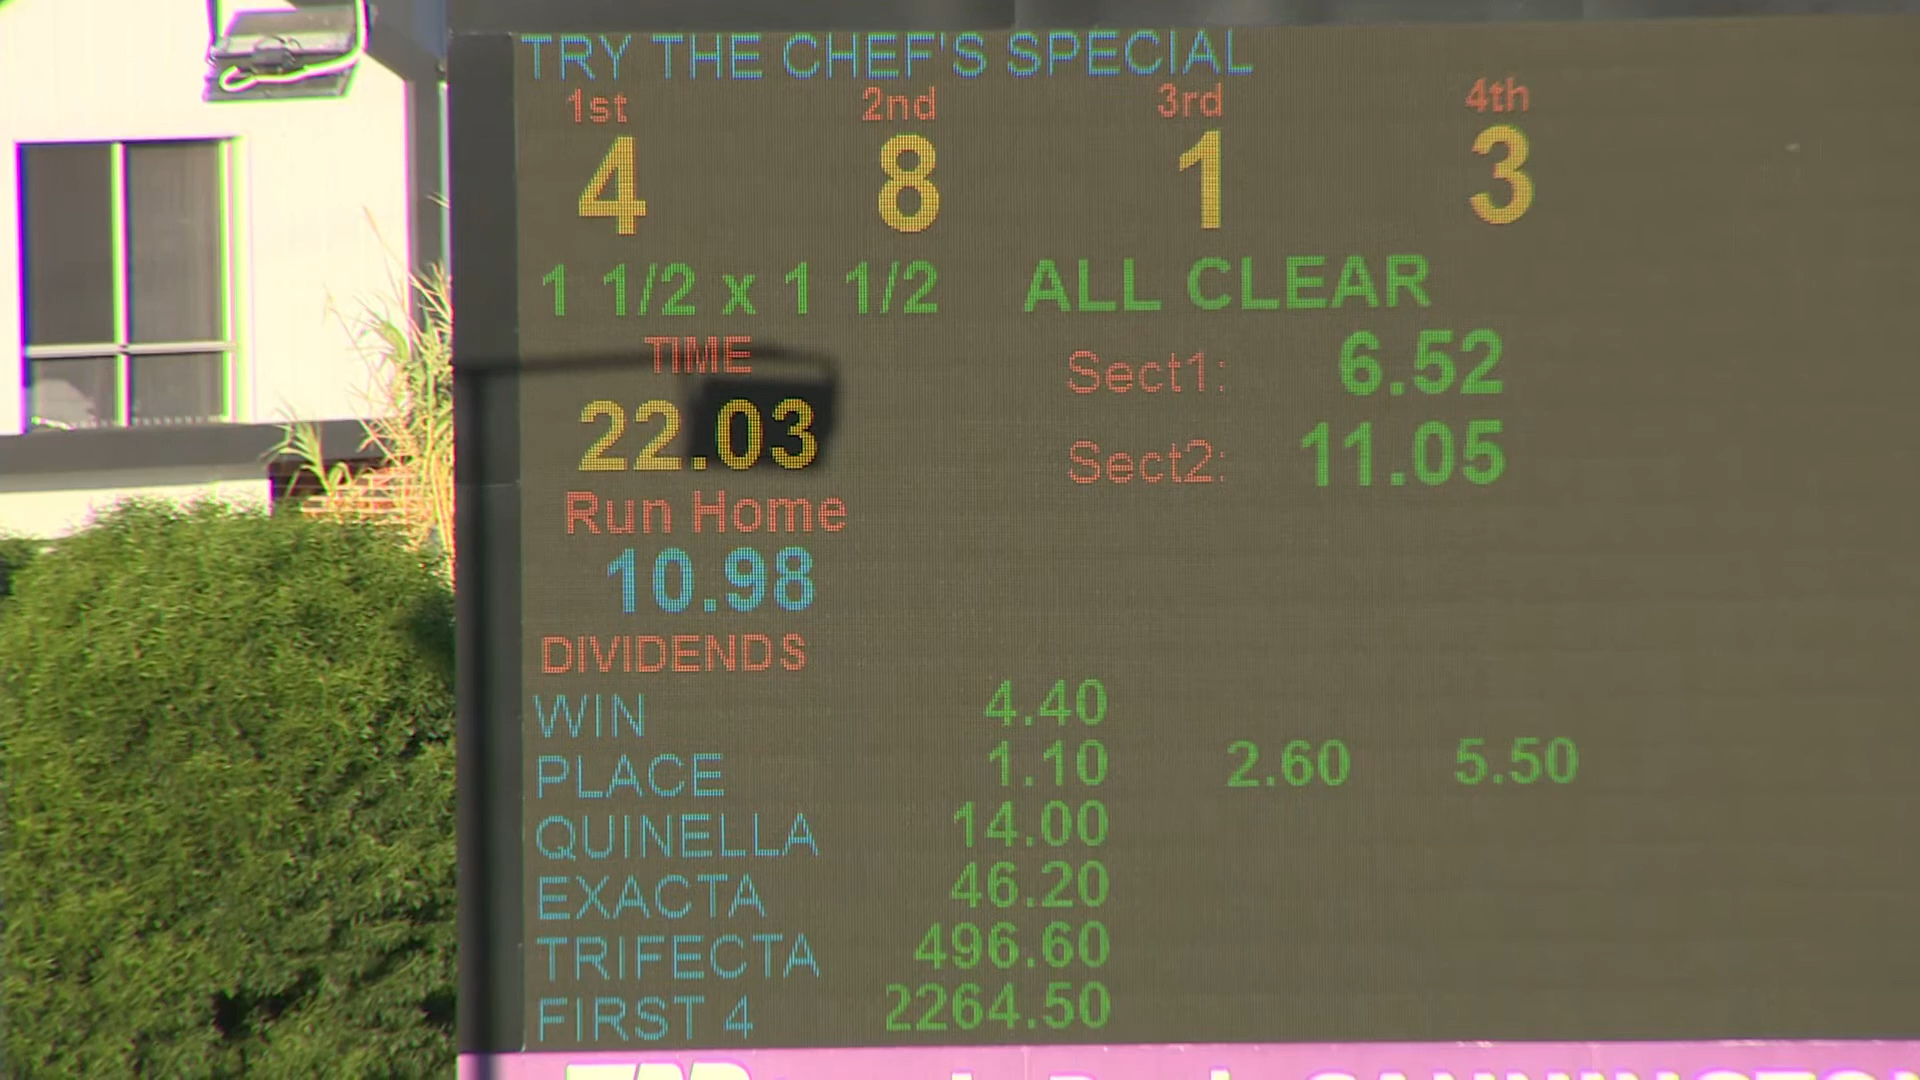 TRY THE CHEF'S SPECIAL
1st 2nd 3rd 4th
4 8 1 3
1 1/2 x 1 1/2 ALL CLEAR
TIME
Sect1: 6.52
22.03
Sect2: 11.05
Run Home
10.98
DIVIDENDS
WIN 4.40
PLACE 1.10 2.60 5.50
QUINELLA 14.00
EXACTA 46.20
TRIFECTA 496.60
FIRST 4 2264.50